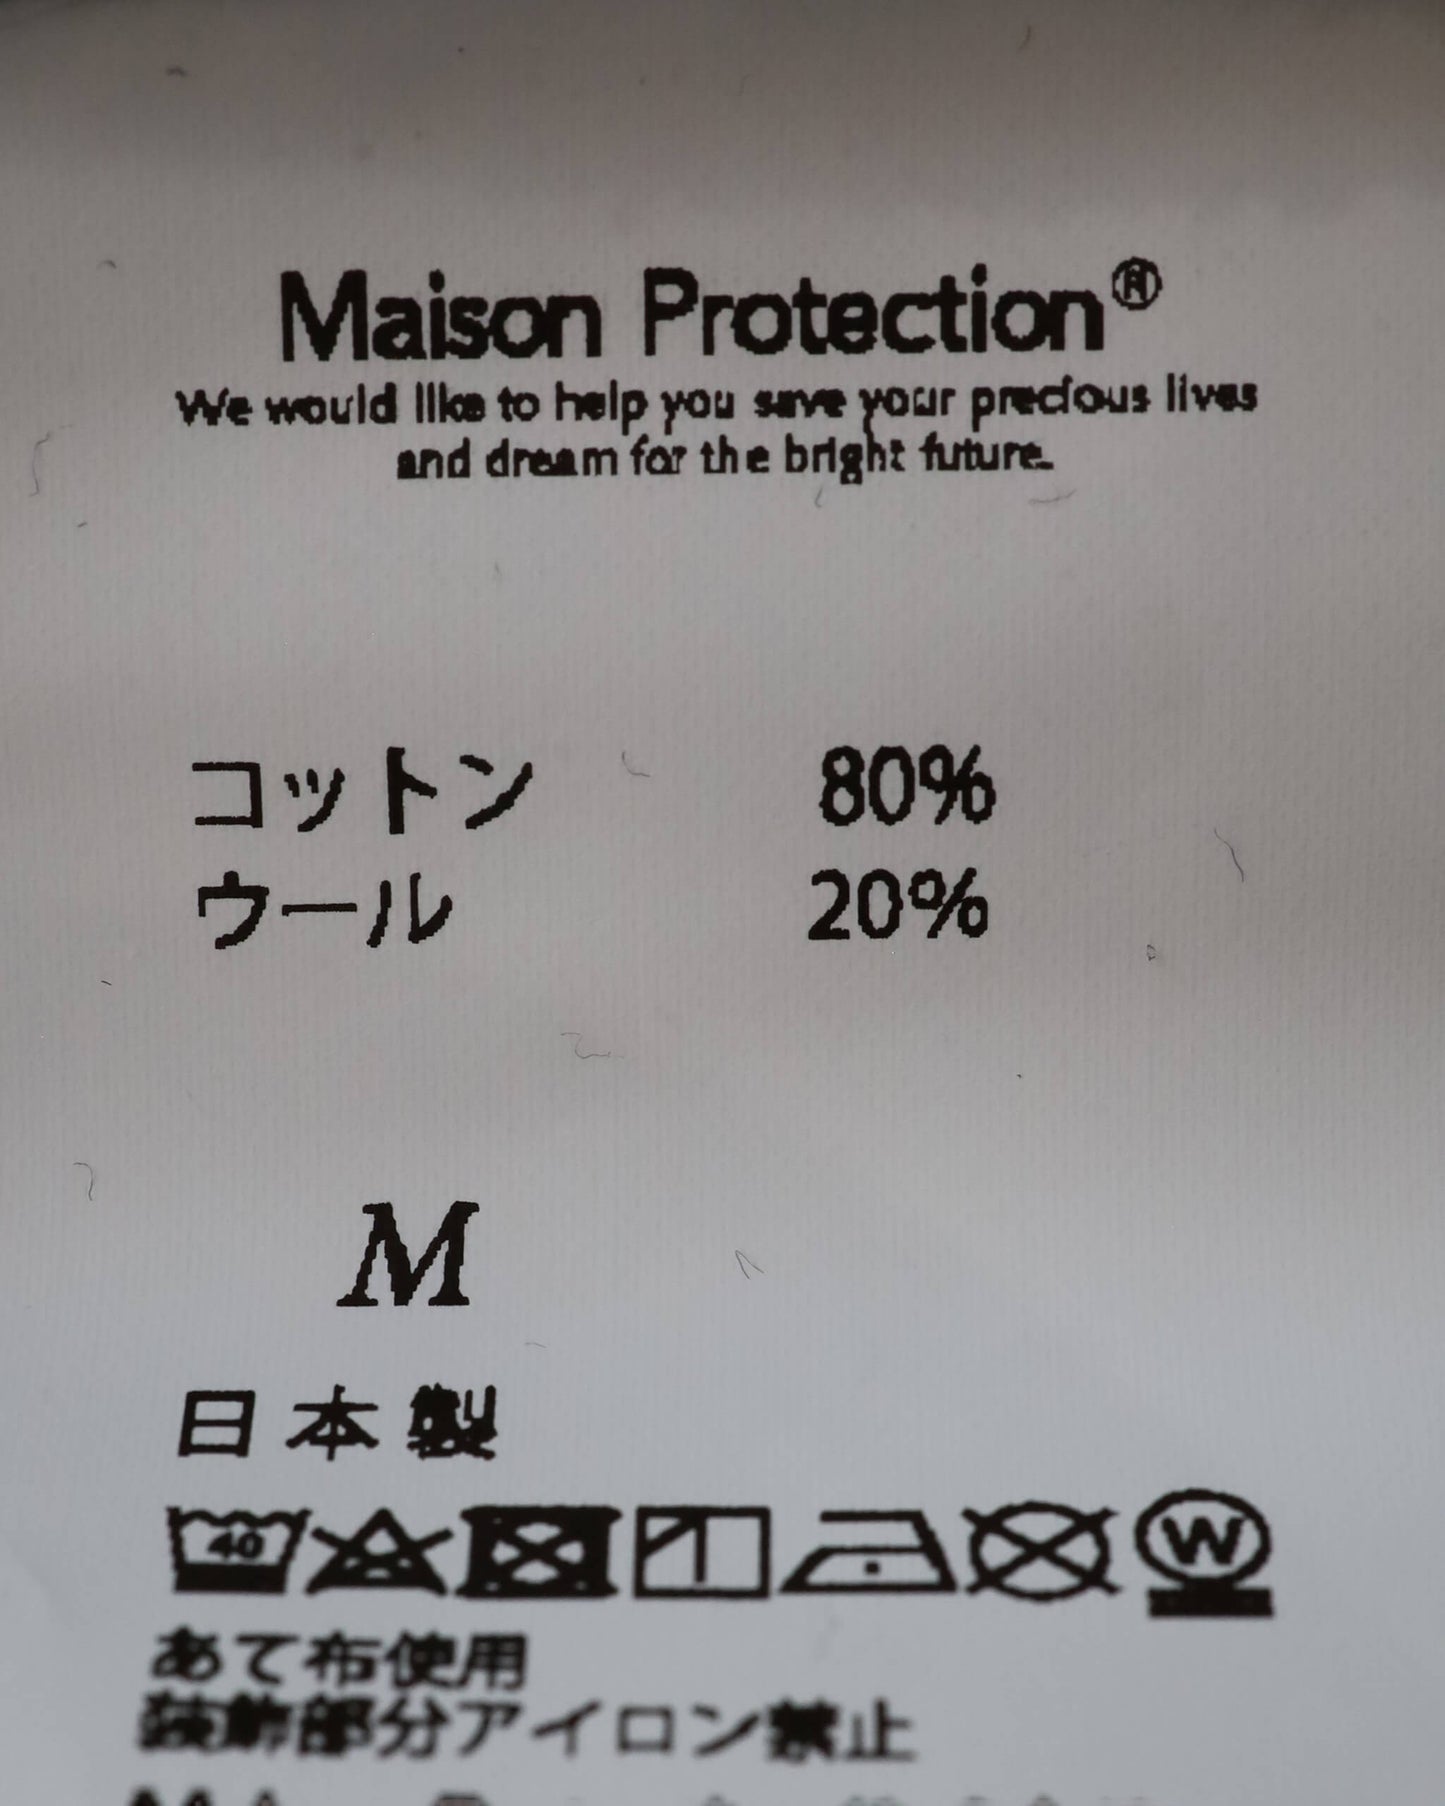 Maison Protection®
We would like to help you save your precious lives
and dream for the bright future.
コットン 80%
ウール 20%
M
日本製
40 W
あて布使用
装飾部分アイロン禁止